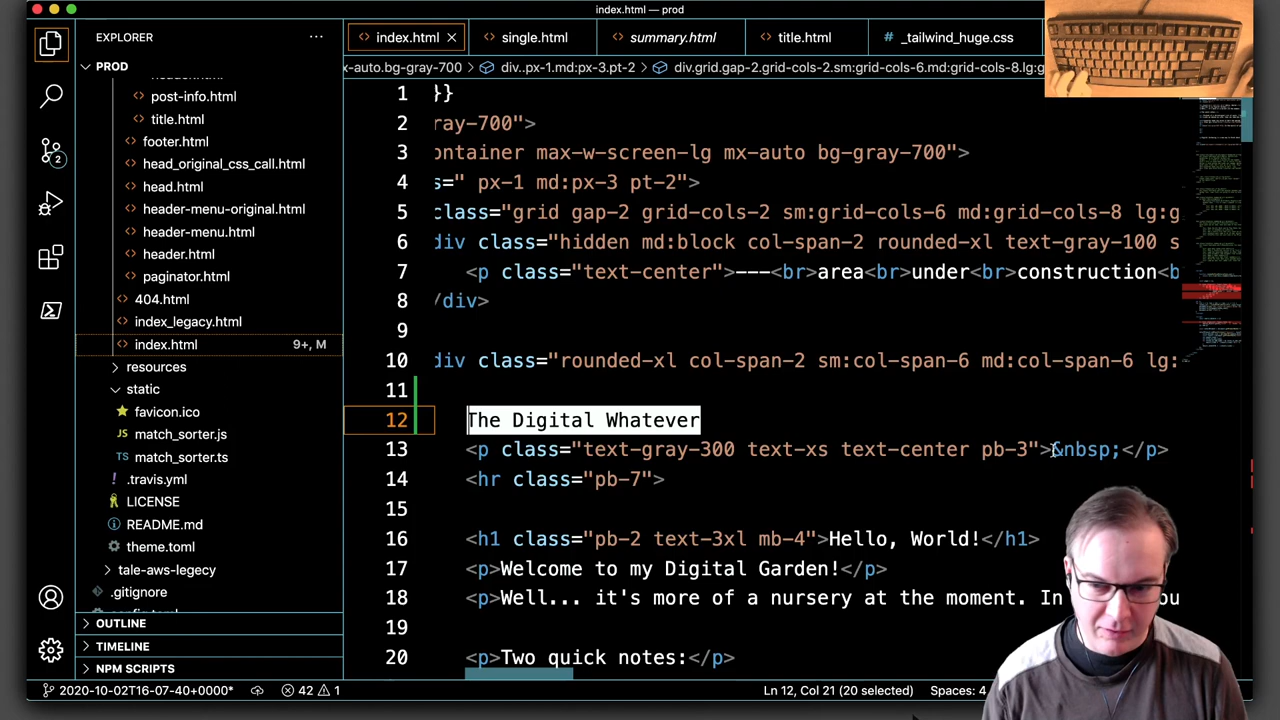 index.html — prod
EXPLORER
index.html
single.html
summary.html
title.html
_tailwind_huge.css
PROD
x-auto.bg-gray-700 > div..px-1.md:px-3.pt-2 > div.grid.gap-2.grid-cols-2.sm:grid-cols-6.md:grid-cols-8.lg:g
post-info.html
title.html
footer.html
head_original_css_call.html
head.html
header-menu-original.html
header-menu.html
header.html
paginator.html
404.html
index_legacy.html
index.html 9+, M
resources
static
favicon.ico
match_sorter.js
match_sorter.ts
.travis.yml
LICENSE
README.md
theme.toml
tale-aws-legacy
.gitignore
OUTLINE
TIMELINE
NPM SCRIPTS
1 }}
2 ray-700">
3 ontainer max-w-screen-lg mx-auto bg-gray-700">
4 s=" px-1 md:px-3 pt-2">
5 class="grid gap-2 grid-cols-2 sm:grid-cols-6 md:grid-cols-8 lg:g
6 div class="hidden md:block col-span-2 rounded-xl text-gray-100 s
7 <p class="text-center">---<br>area<br>under<br>construction<b
8 /div>
9
10 div class="rounded-xl col-span-2 sm:col-span-6 md:col-span-6 lg:
11
12 The Digital Whatever
13 <p class="text-gray-300 text-xs text-center pb-3">&nbsp;</p>
14 <hr class="pb-7">
15
16 <h1 class="pb-2 text-3xl mb-4">Hello, World!</h1>
17 <p>Welcome to my Digital Garden!</p>
18 <p>Well... it's more of a nursery at the moment. In
19
20 <p>Two quick notes:</p>
2020-10-02T16-07-40+0000* 42 1 Ln 12, Col 21 (20 selected) Spaces: 4